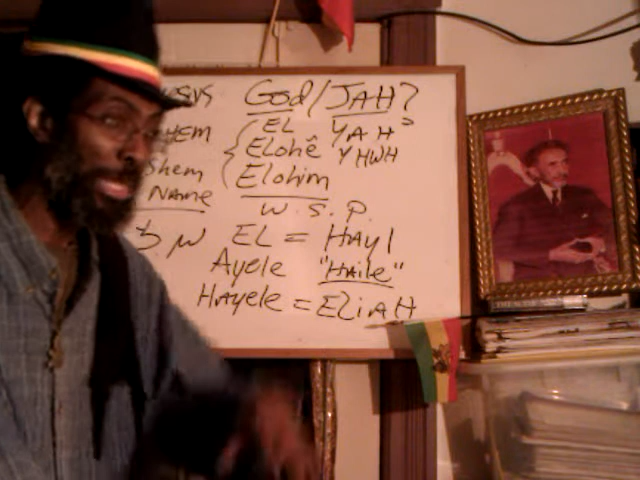 God/JAH?
HEM EL YAH
Elohê YHWH
Shem Elohim
NAME
W.S.P.
EL = HAYl
Ayele "HAile"
HAyele = ELiAH